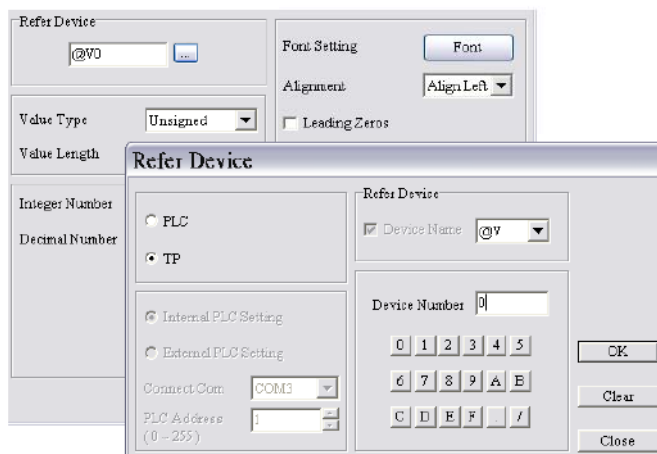 Refer Device
@V0
...
Font Setting
Font
Alignment
Align Left
Value Type
Unsigned
Leading Zeros
Value Length
Integer Number
Decimal Number
Refer Device
PLC
TP
Refer Device
Device Name
@V
Internal PLC Setting
External PLC Setting
Connect Com
COM3
PLC Address
1
(0 ~ 255)
Device Number
0
0 1 2 3 4 5
6 7 8 9 A B
C D E F . /
OK
Clear
Close